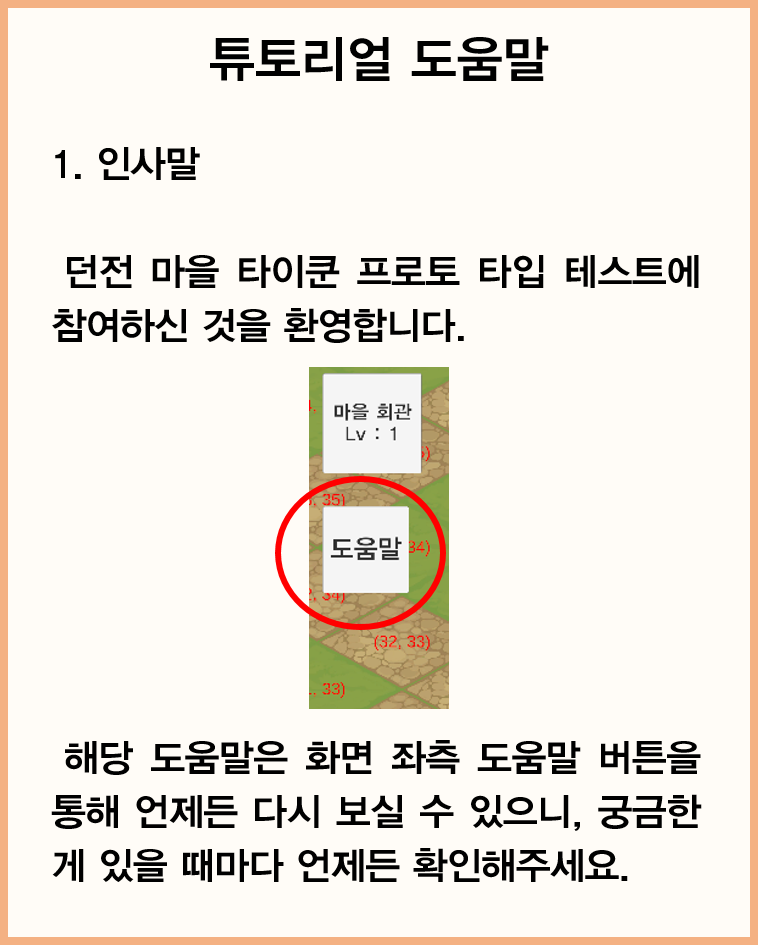 튜토리얼 도움말
1. 인사말
던전 마을 타이쿤 프로토 타입 테스트에
참여하신 것을 환영합니다.
마을 회관
Lv : 1
35)
도움말
34)
, 34)
(32, 33)
, 33)
해당 도움말은 화면 좌측 도움말 버튼을
통해 언제든 다시 보실 수 있으니, 궁금한
게 있을 때마다 언제든 확인해주세요.